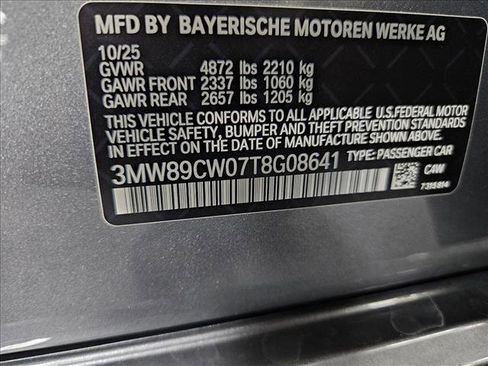 MFD BY BAYERISCHE MOTOREN WERKE AG
10/25
GVWR 4872 lbs 2210 kg
GAWR FRONT 2337 lbs 1060 kg
GAWR REAR 2657 lbs 1205 kg
THIS VEHICLE CONFORMS TO ALL APPLICABLE U.S.FEDERAL MOTOR
VEHICLE SAFETY, BUMPER & THEFT PREVENTION STANDARDS
IN EFFECT ON THE DATE OF MANUFACTURE SHOWN ABOVE.
3MW89CW07T8G08641 TYPE: PASSENGER CAR
C4W
7315814